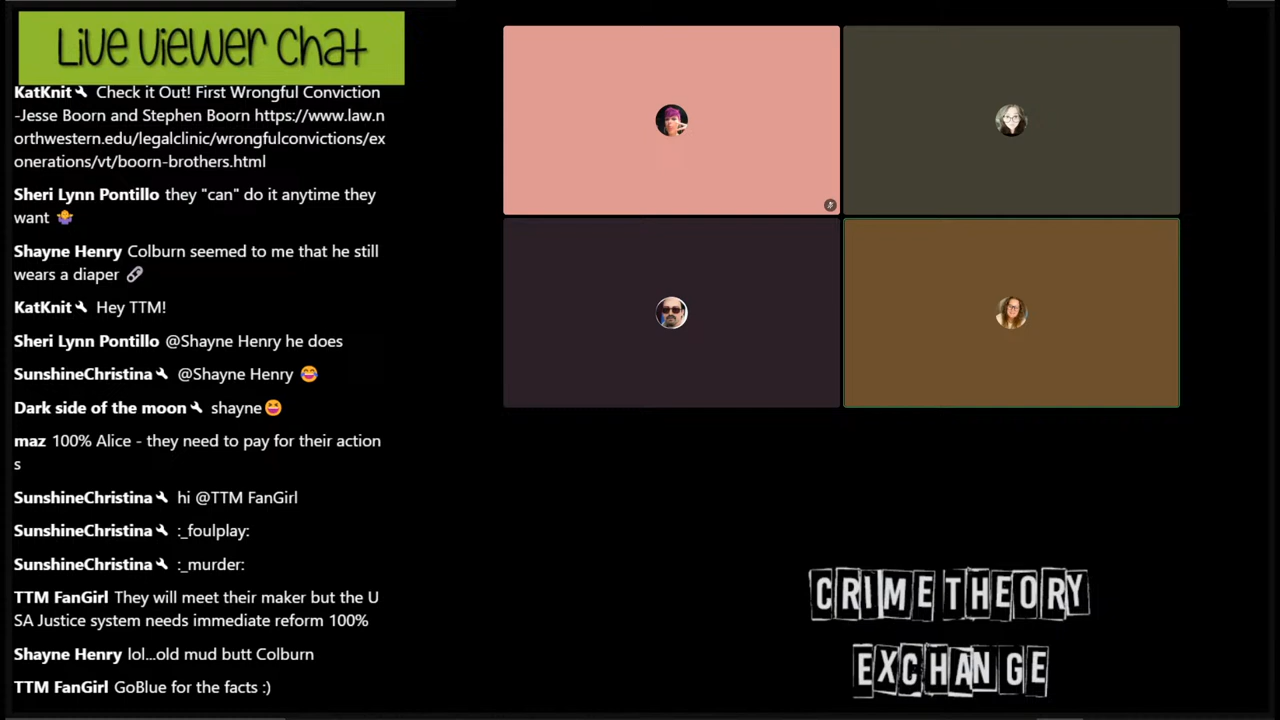 Live Viewer Chat
KatKnit Check it Out! First Wrongful Conviction
-Jesse Boorn and Stephen Boorn https://www.law.n
orthwestern.edu/legalclinic/wrongfulconvictions/ex
onerations/vt/boorn-brothers.html
Sheri Lynn Pontillo they "can" do it anytime they
want 🤷
Shayne Henry Colburn seemed to me that he still
wears a diaper 🔗
KatKnit Hey TTM!
Sheri Lynn Pontillo @Shayne Henry he does
SunshineChristina @Shayne Henry 😂
Dark side of the moon shayne😆
maz 100% Alice - they need to pay for their action
s
SunshineChristina hi @TTM FanGirl
SunshineChristina :_foulplay:
SunshineChristina :_murder:
TTM FanGirl They will meet their maker but the U
SA Justice system needs immediate reform 100%
Shayne Henry lol...old mud butt Colburn
TTM FanGirl GoBlue for the facts :)
CRIME THEORY
EXCHANGE